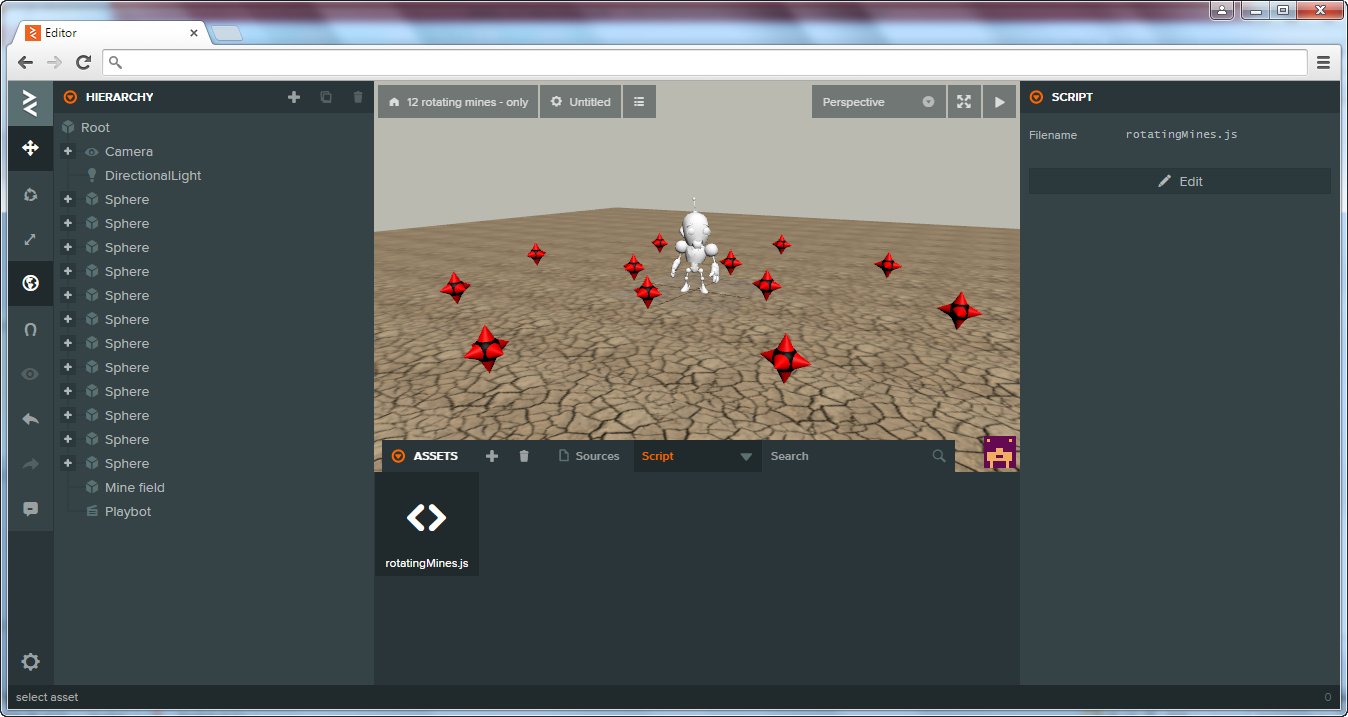 Editor
HIERARCHY
Root
Camera
DirectionalLight
Sphere
Sphere
Sphere
Sphere
Sphere
Sphere
Sphere
Sphere
Sphere
Sphere
Sphere
Sphere
Mine field
Playbot
12 rotating mines - only
Untitled
Perspective
ASSETS
Sources
Script
Search
rotatingMines.js
SCRIPT
Filename rotatingMines.js
Edit
select asset
0